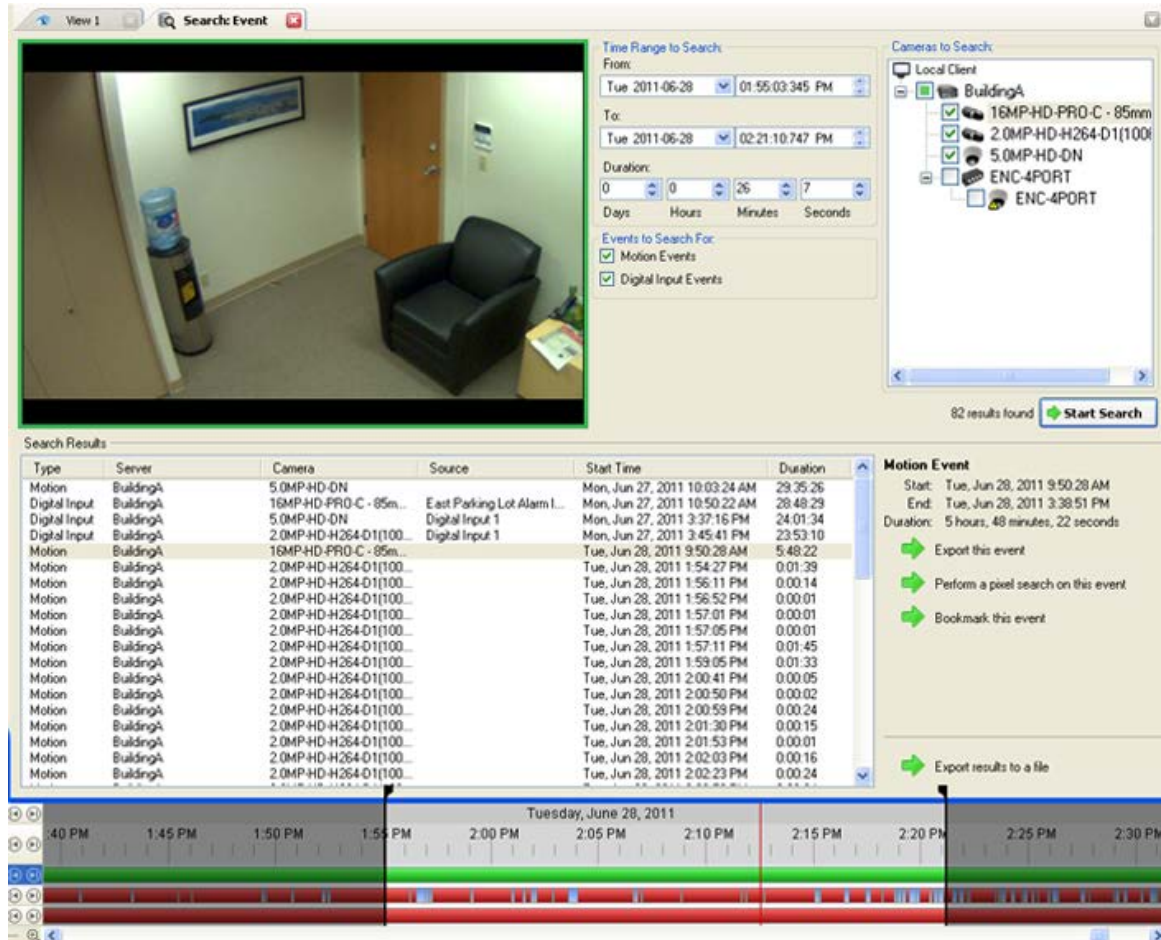 View 1
Search: Event
Time Range to Search:
From:
Tue 2011-06-28 01:55:03:345 PM
To:
Tue 2011-06-28 02:21:10:747 PM
Duration:
0 0 26 7
Days Hours Minutes Seconds
Events to Search For:
Motion Events
Digital Input Events
Cameras to Search:
Local Client
BuildingA
16MP-HD-PRO-C - 85mm
2.0MP-HD-H264-D1(100
5.0MP-HD-DN
ENC-4PORT
ENC-4PORT
82 results found Start Search
Search Results
Type Server Camera Source Start Time Duration
Motion BuildingA 5.0MP-HD-DN Mon, Jun 27, 2011 10:03:24 AM 29:35:26
Digital Input BuildingA 16MP-HD-PRO-C - 85m... East Parking Lot Alarm I... Mon, Jun 27, 2011 10:50:22 AM 28:48:29
Digital Input BuildingA 5.0MP-HD-DN Digital Input 1 Mon, Jun 27, 2011 3:37:16 PM 24:01:34
Digital Input BuildingA 2.0MP-HD-H264-D1(100... Digital Input 1 Mon, Jun 27, 2011 3:45:41 PM 23:53:10
Motion BuildingA 16MP-HD-PRO-C - 85m... Tue, Jun 28, 2011 9:50:28 AM 5:48:22
Motion BuildingA 2.0MP-HD-H264-D1(100... Tue, Jun 28, 2011 1:54:27 PM 0:01:39
Motion BuildingA 2.0MP-HD-H264-D1(100... Tue, Jun 28, 2011 1:56:11 PM 0:00:14
Motion BuildingA 2.0MP-HD-H264-D1(100... Tue, Jun 28, 2011 1:56:52 PM 0:00:01
Motion BuildingA 2.0MP-HD-H264-D1(100... Tue, Jun 28, 2011 1:57:01 PM 0:00:01
Motion BuildingA 2.0MP-HD-H264-D1(100... Tue, Jun 28, 2011 1:57:05 PM 0:00:01
Motion BuildingA 2.0MP-HD-H264-D1(100... Tue, Jun 28, 2011 1:57:11 PM 0:01:45
Motion BuildingA 2.0MP-HD-H264-D1(100... Tue, Jun 28, 2011 1:59:05 PM 0:01:33
Motion BuildingA 2.0MP-HD-H264-D1(100... Tue, Jun 28, 2011 2:00:41 PM 0:00:05
Motion BuildingA 2.0MP-HD-H264-D1(100... Tue, Jun 28, 2011 2:00:50 PM 0:00:02
Motion BuildingA 2.0MP-HD-H264-D1(100... Tue, Jun 28, 2011 2:00:59 PM 0:00:24
Motion BuildingA 2.0MP-HD-H264-D1(100... Tue, Jun 28, 2011 2:01:30 PM 0:00:15
Motion BuildingA 2.0MP-HD-H264-D1(100... Tue, Jun 28, 2011 2:01:53 PM 0:00:01
Motion BuildingA 2.0MP-HD-H264-D1(100... Tue, Jun 28, 2011 2:02:03 PM 0:00:16
Motion BuildingA 2.0MP-HD-H264-D1(100... Tue, Jun 28, 2011 2:02:23 PM 0:00:24
Motion Event
Start: Tue, Jun 28, 2011 9:50:28 AM
End: Tue, Jun 28, 2011 3:38:51 PM
Duration: 5 hours, 48 minutes, 22 seconds
Export this event
Perform a pixel search on this event
Bookmark this event
Export results to a file
Tuesday, June 28, 2011
:40 PM 1:45 PM 1:50 PM 1:55 PM 2:00 PM 2:05 PM 2:10 PM 2:15 PM 2:20 PM 2:25 PM 2:30 PM